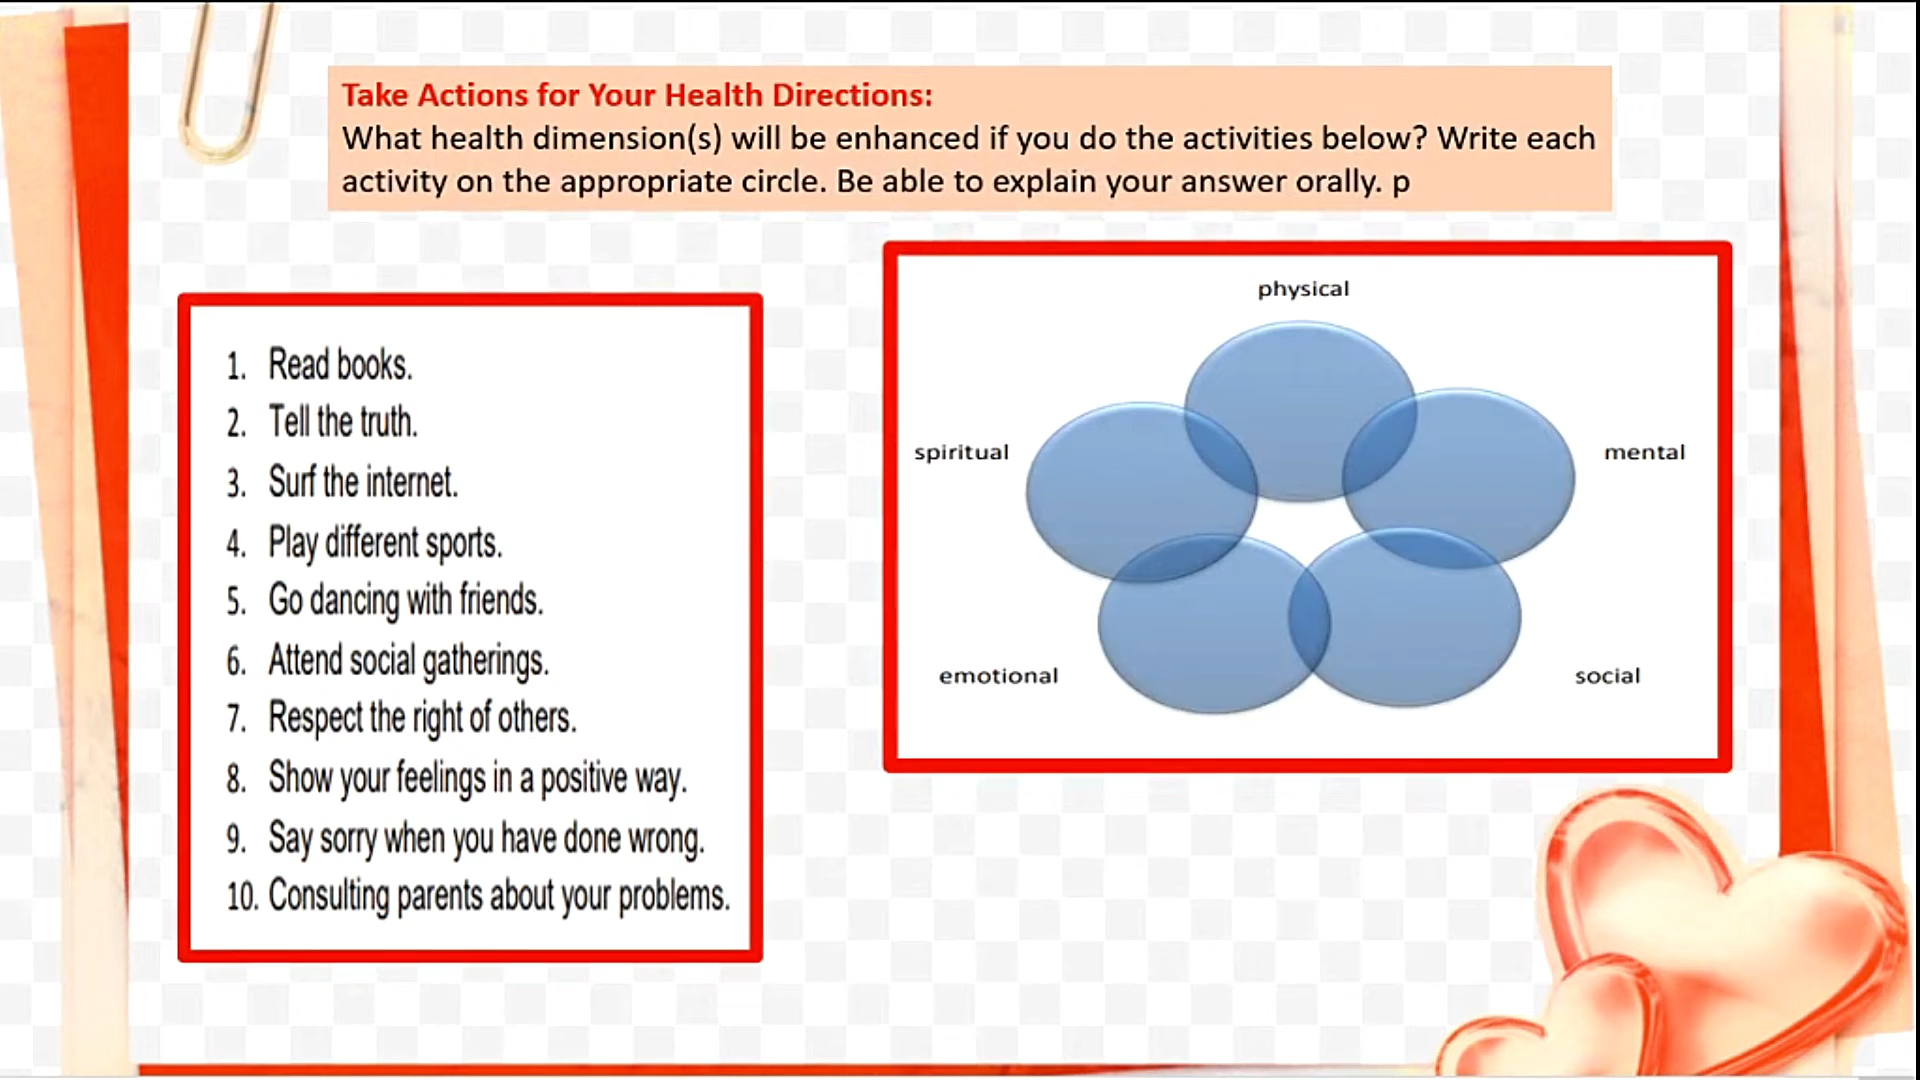 Take Actions for Your Health Directions:
What health dimension(s) will be enhanced if you do the activities below? Write each
activity on the appropriate circle. Be able to explain your answer orally. p
1. Read books.
2. Tell the truth.
3. Surf the internet.
4. Play different sports.
5. Go dancing with friends.
6. Attend social gatherings.
7. Respect the right of others.
8. Show your feelings in a positive way.
9. Say sorry when you have done wrong.
10. Consulting parents about your problems.
physical
spiritual
mental
emotional
social